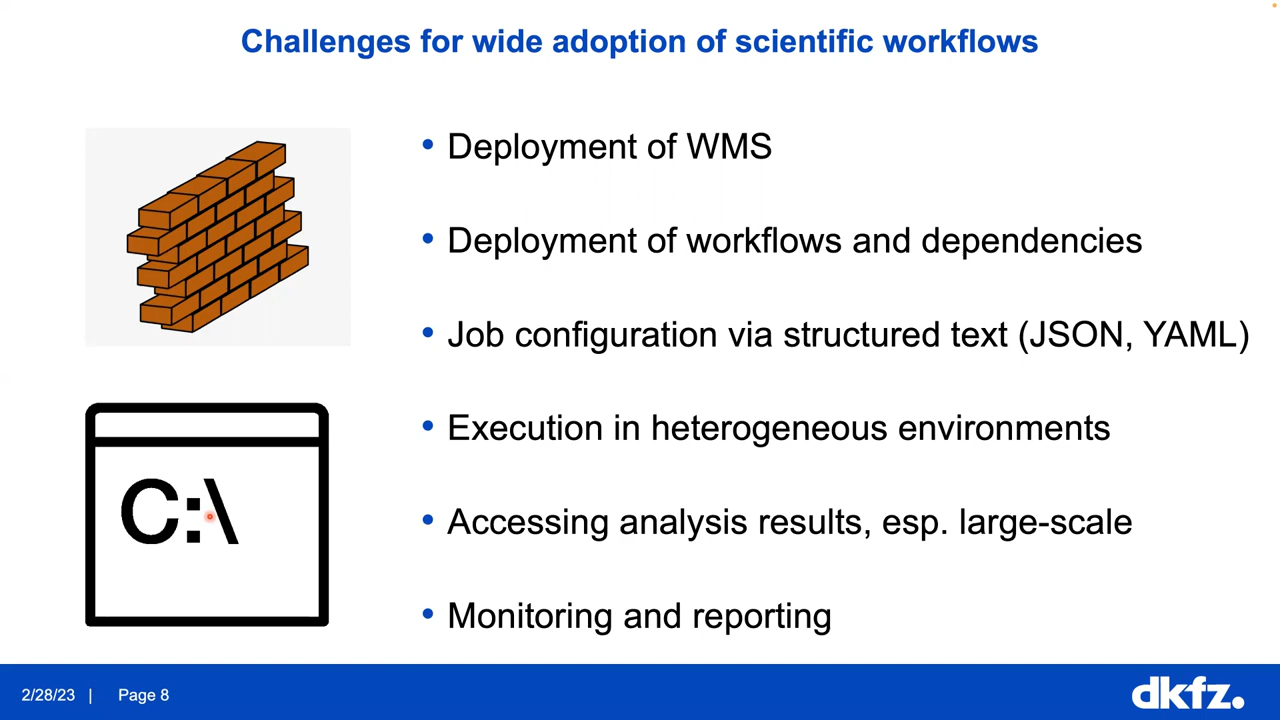 Challenges for wide adoption of scientific workflows
• Deployment of WMS
• Deployment of workflows and dependencies
• Job configuration via structured text (JSON, YAML)
• Execution in heterogeneous environments
C:\
• Accessing analysis results, esp. large-scale
• Monitoring and reporting
2/28/23 | Page 8
dkfz.